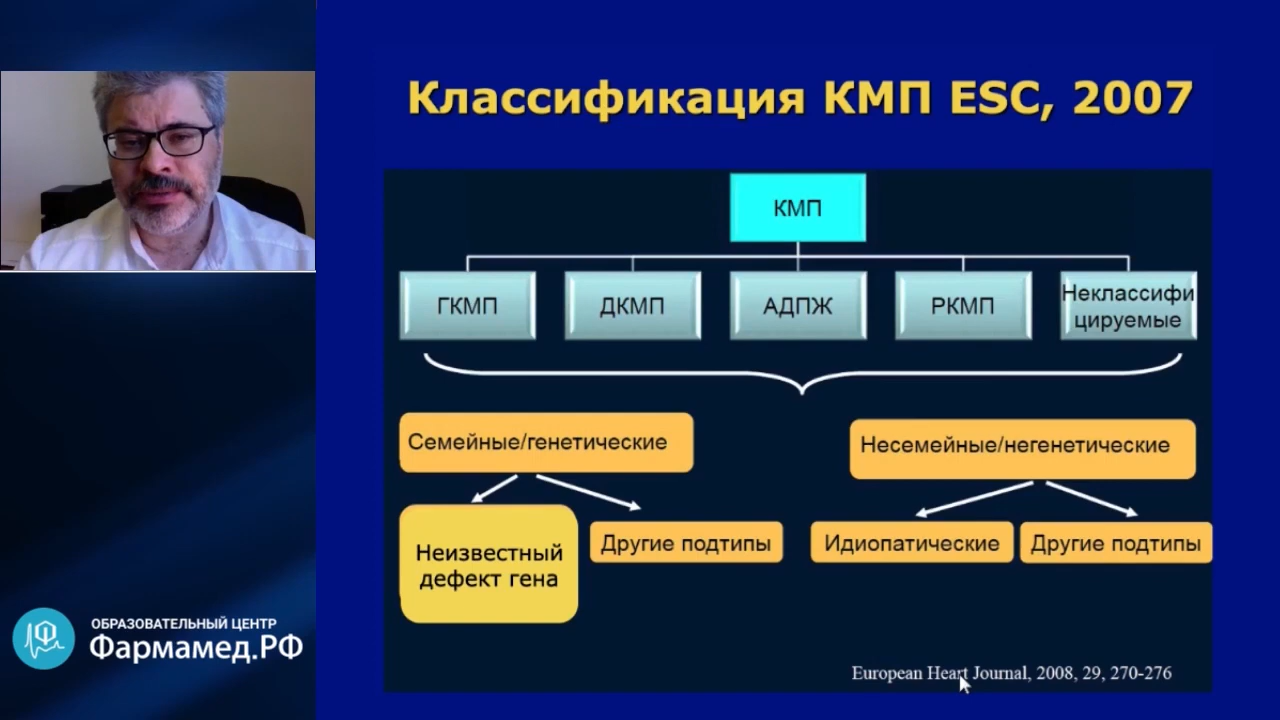 Классификация КМП ESC, 2007
КМП
ГКМП
ДКМП
АДПЖ
РКМП
Неклассифи
цируемые
Семейные/генетические
Несемейные/негенетические
Неизвестный
дефект гена
Другие подтипы
Идиопатические
Другие подтипы
European Heart Journal, 2008, 29, 270-276
ОБРАЗОВАТЕЛЬНЫЙ ЦЕНТР
Фармамед.РФ